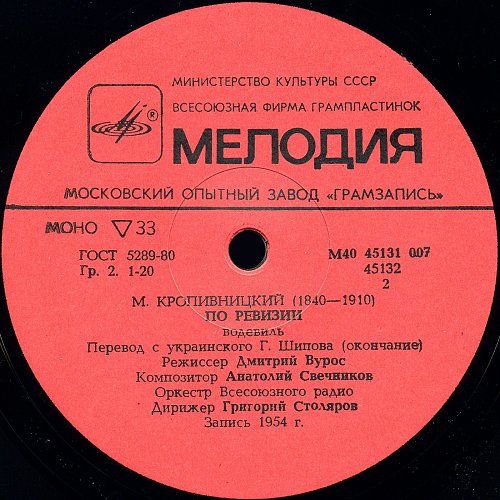 МИНИСТЕРСТВО КУЛЬТУРЫ СССР
ВСЕСОЮЗНАЯ ФИРМА ГРАМПЛАСТИНОК
®
МЕЛОДИЯ
МОСКОВСКИЙ ОПЫТНЫЙ ЗАВОД «ГРАМЗАПИСЬ»
МОНО ▽ 33
ГОСТ 5289-80 М40 45131 007
Гр. 2. 1-20 45132
2
М. КРОПИВНИЦКИЙ (1840—1910)
ПО РЕВИЗИИ
водевиль
Перевод с украинского Г. Шипова (окончание)
Режиссер Дмитрий Вурос
Композитор Анатолий Свечников
Оркестр Всесоюзного радио
Дирижер Григорий Столяров
Запись 1954 г.